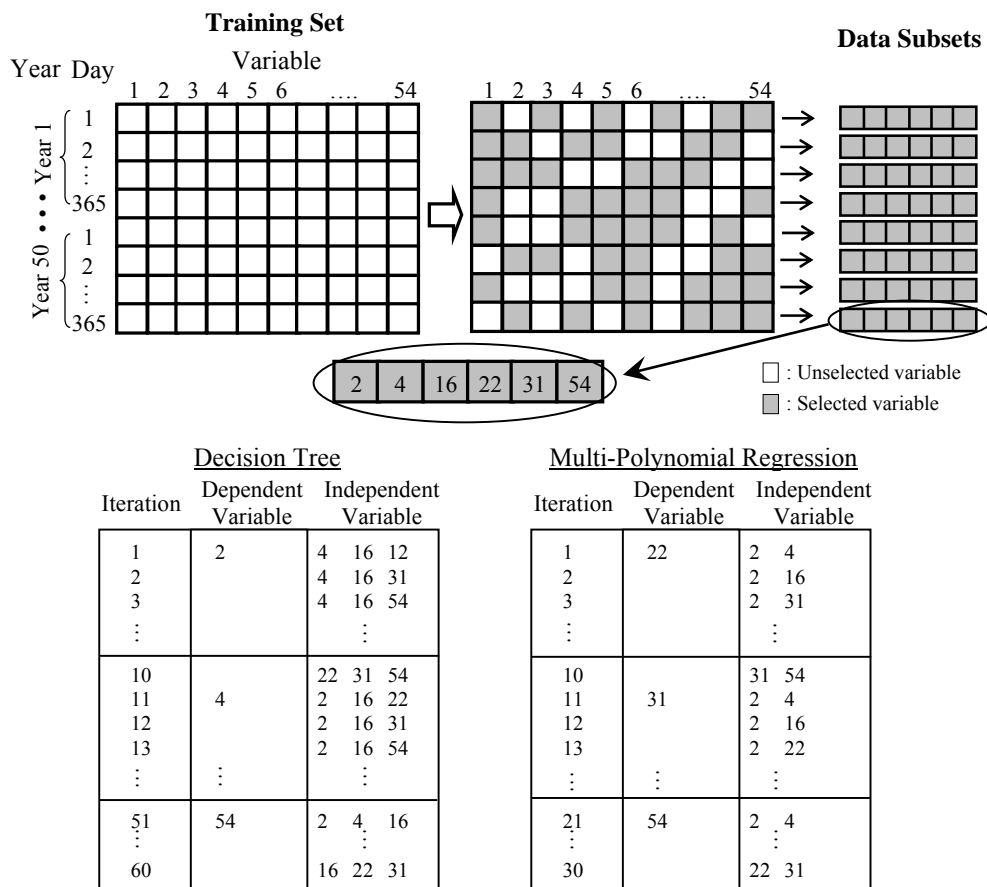 Training Set
Data Subsets
Year Day
Variable
1 2 3 4 5 6 .... 54
1 2 3 4 5 6 .... 54
Year 1
1
2
⋮
365
• • •
Year 50
1
2
⋮
365
2 4 16 22 31 54
: Unselected variable
: Selected variable
Decision Tree
Iteration Dependent Variable Independent Variable
1 2 4 16 12
2 4 16 31
3 4 16 54
⋮ ⋮
10 22 31 54
11 4 2 16 22
12 2 16 31
13 2 16 54
⋮ ⋮ ⋮
51 54 2 4 16
⋮ ⋮
60 16 22 31
Multi-Polynomial Regression
Iteration Dependent Variable Independent Variable
1 22 2 4
2 2 16
3 2 31
⋮ ⋮
10 31 54
11 31 2 4
12 2 16
13 2 22
⋮ ⋮ ⋮
21 54 2 4
⋮ ⋮
30 22 31